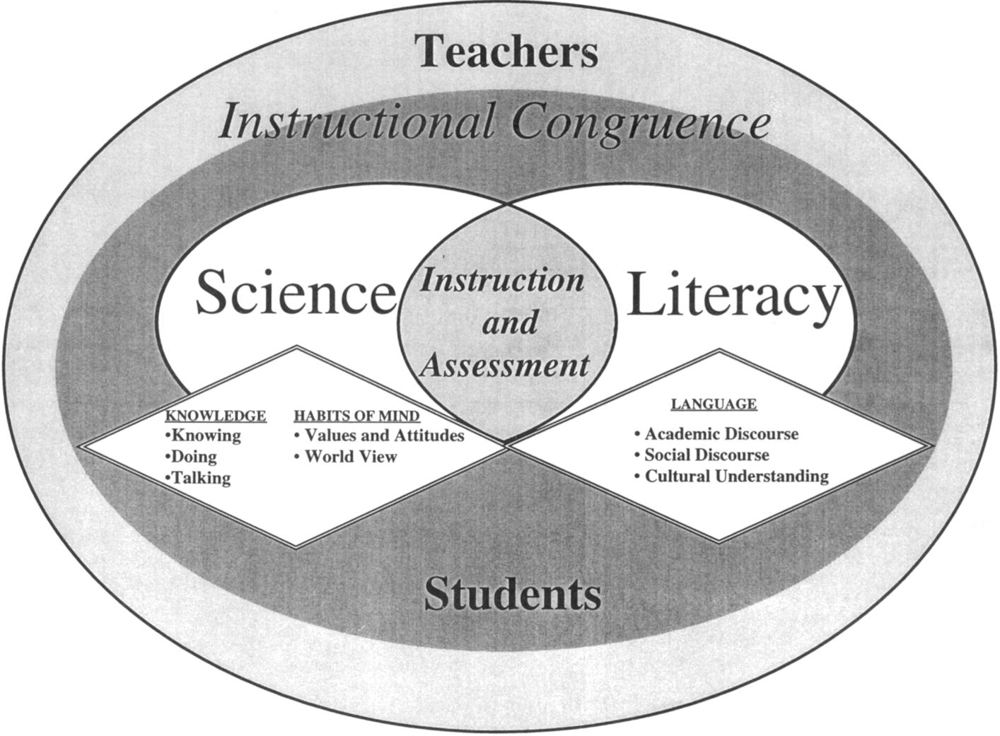 Teachers
Instructional Congruence
Science
Instruction
and
Assessment
Literacy
KNOWLEDGE
•Knowing
•Doing
•Talking
HABITS OF MIND
• Values and Attitudes
• World View
LANGUAGE
• Academic Discourse
• Social Discourse
• Cultural Understanding
Students